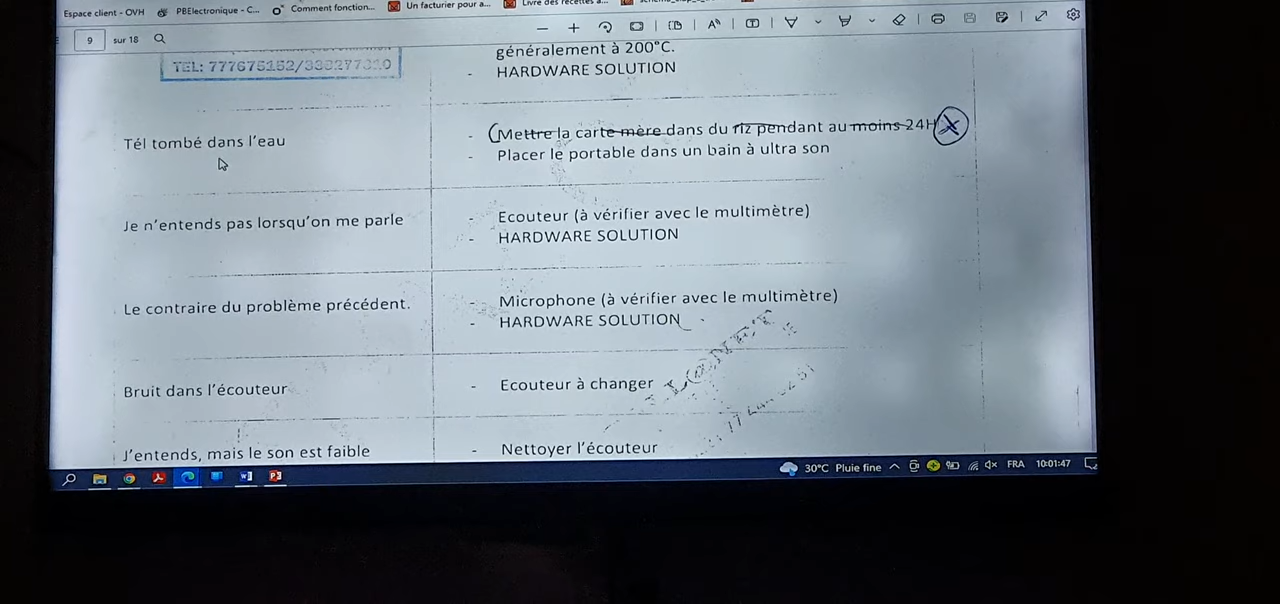 Espace client - OVH
PBElectronique - C...
Comment fonction...
Un facturier pour a...
Livre des recettes a...
9 sur 18
TEL: 777675152/338277310
généralement à 200°C.
- HARDWARE SOLUTION
Tél tombé dans l'eau
- (Mettre la carte mère dans du riz pendant au moins 24H X
- Placer le portable dans un bain à ultra son
Je n'entends pas lorsqu'on me parle
- Ecouteur (à vérifier avec le multimètre)
- HARDWARE SOLUTION
Le contraire du problème précédent.
- Microphone (à vérifier avec le multimètre)
- HARDWARE SOLUTION
Bruit dans l'écouteur
- Ecouteur à changer
J'entends, mais le son est faible
- Nettoyer l'écouteur
30°C Pluie fine
FRA
10:01:47